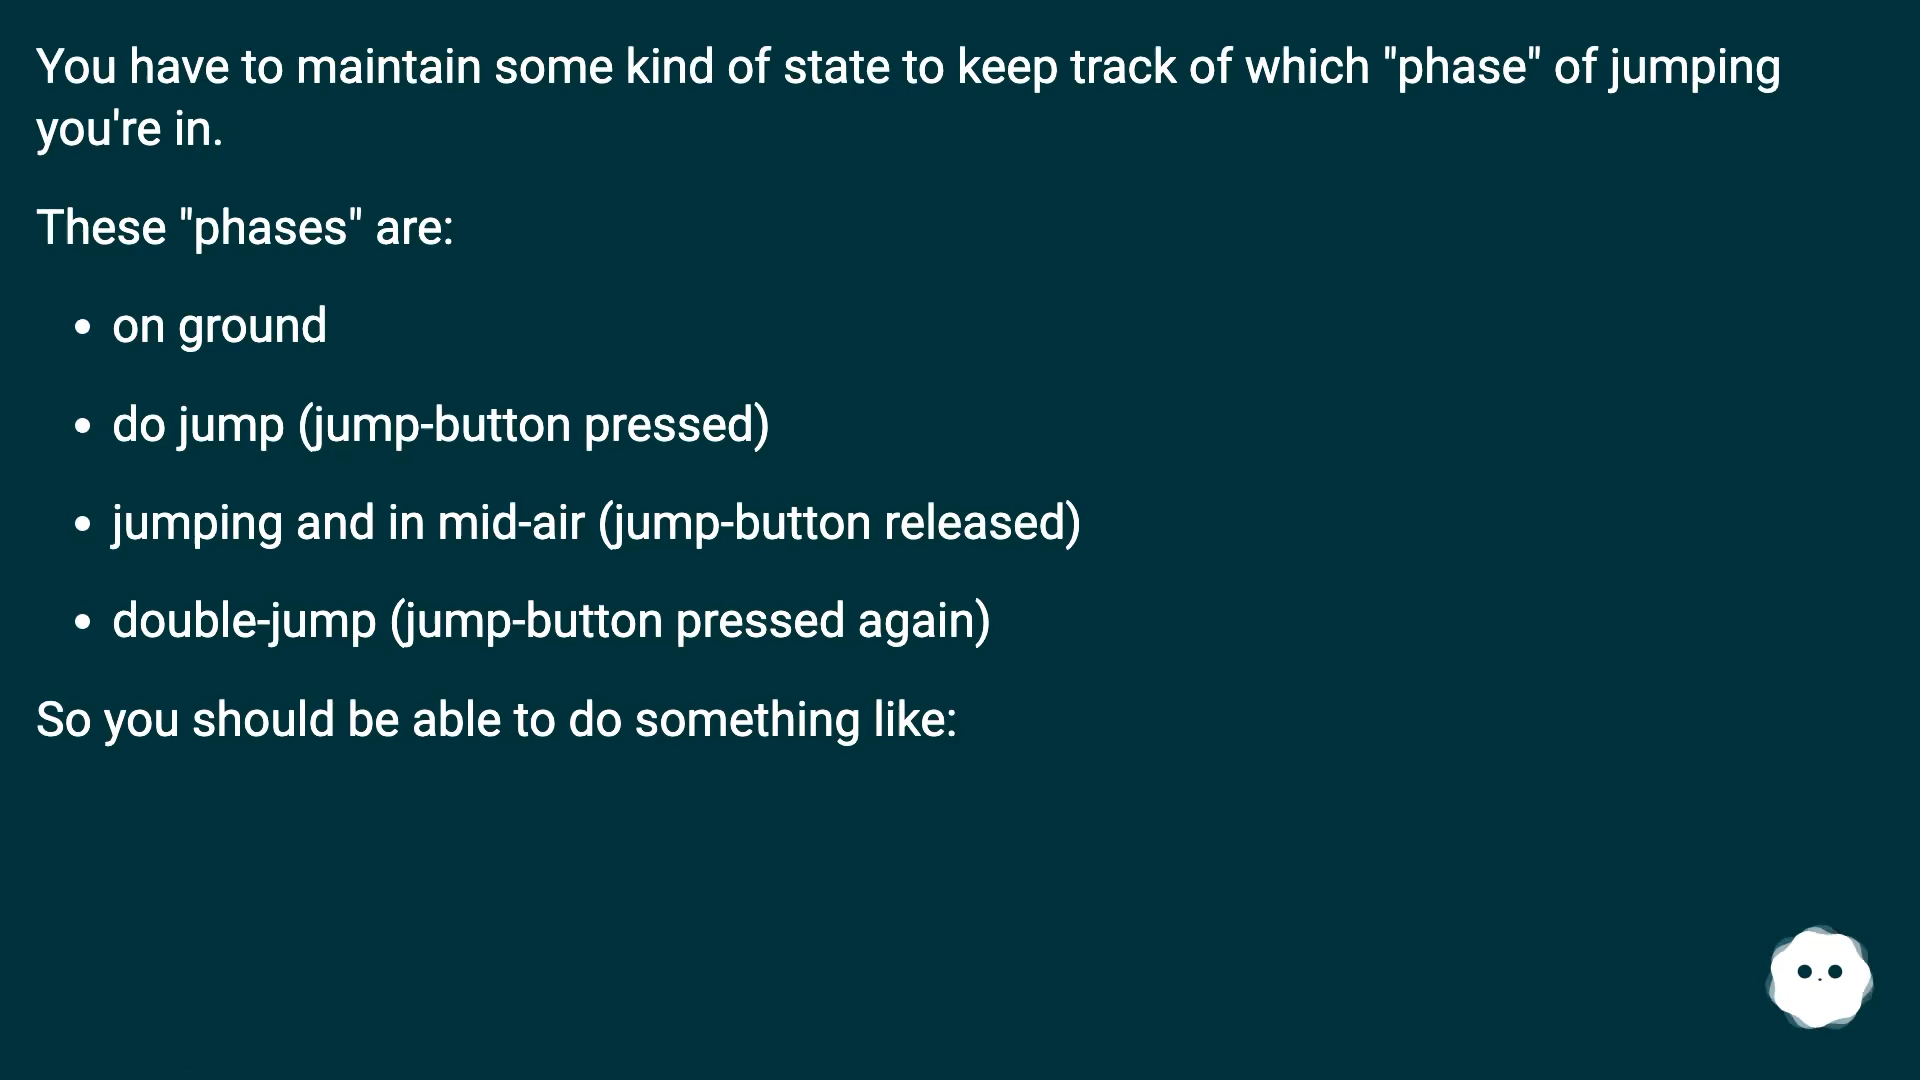 You have to maintain some kind of state to keep track of which "phase" of jumping
you're in.
These "phases" are:
• on ground
• do jump (jump-button pressed)
• jumping and in mid-air (jump-button released)
• double-jump (jump-button pressed again)
So you should be able to do something like: